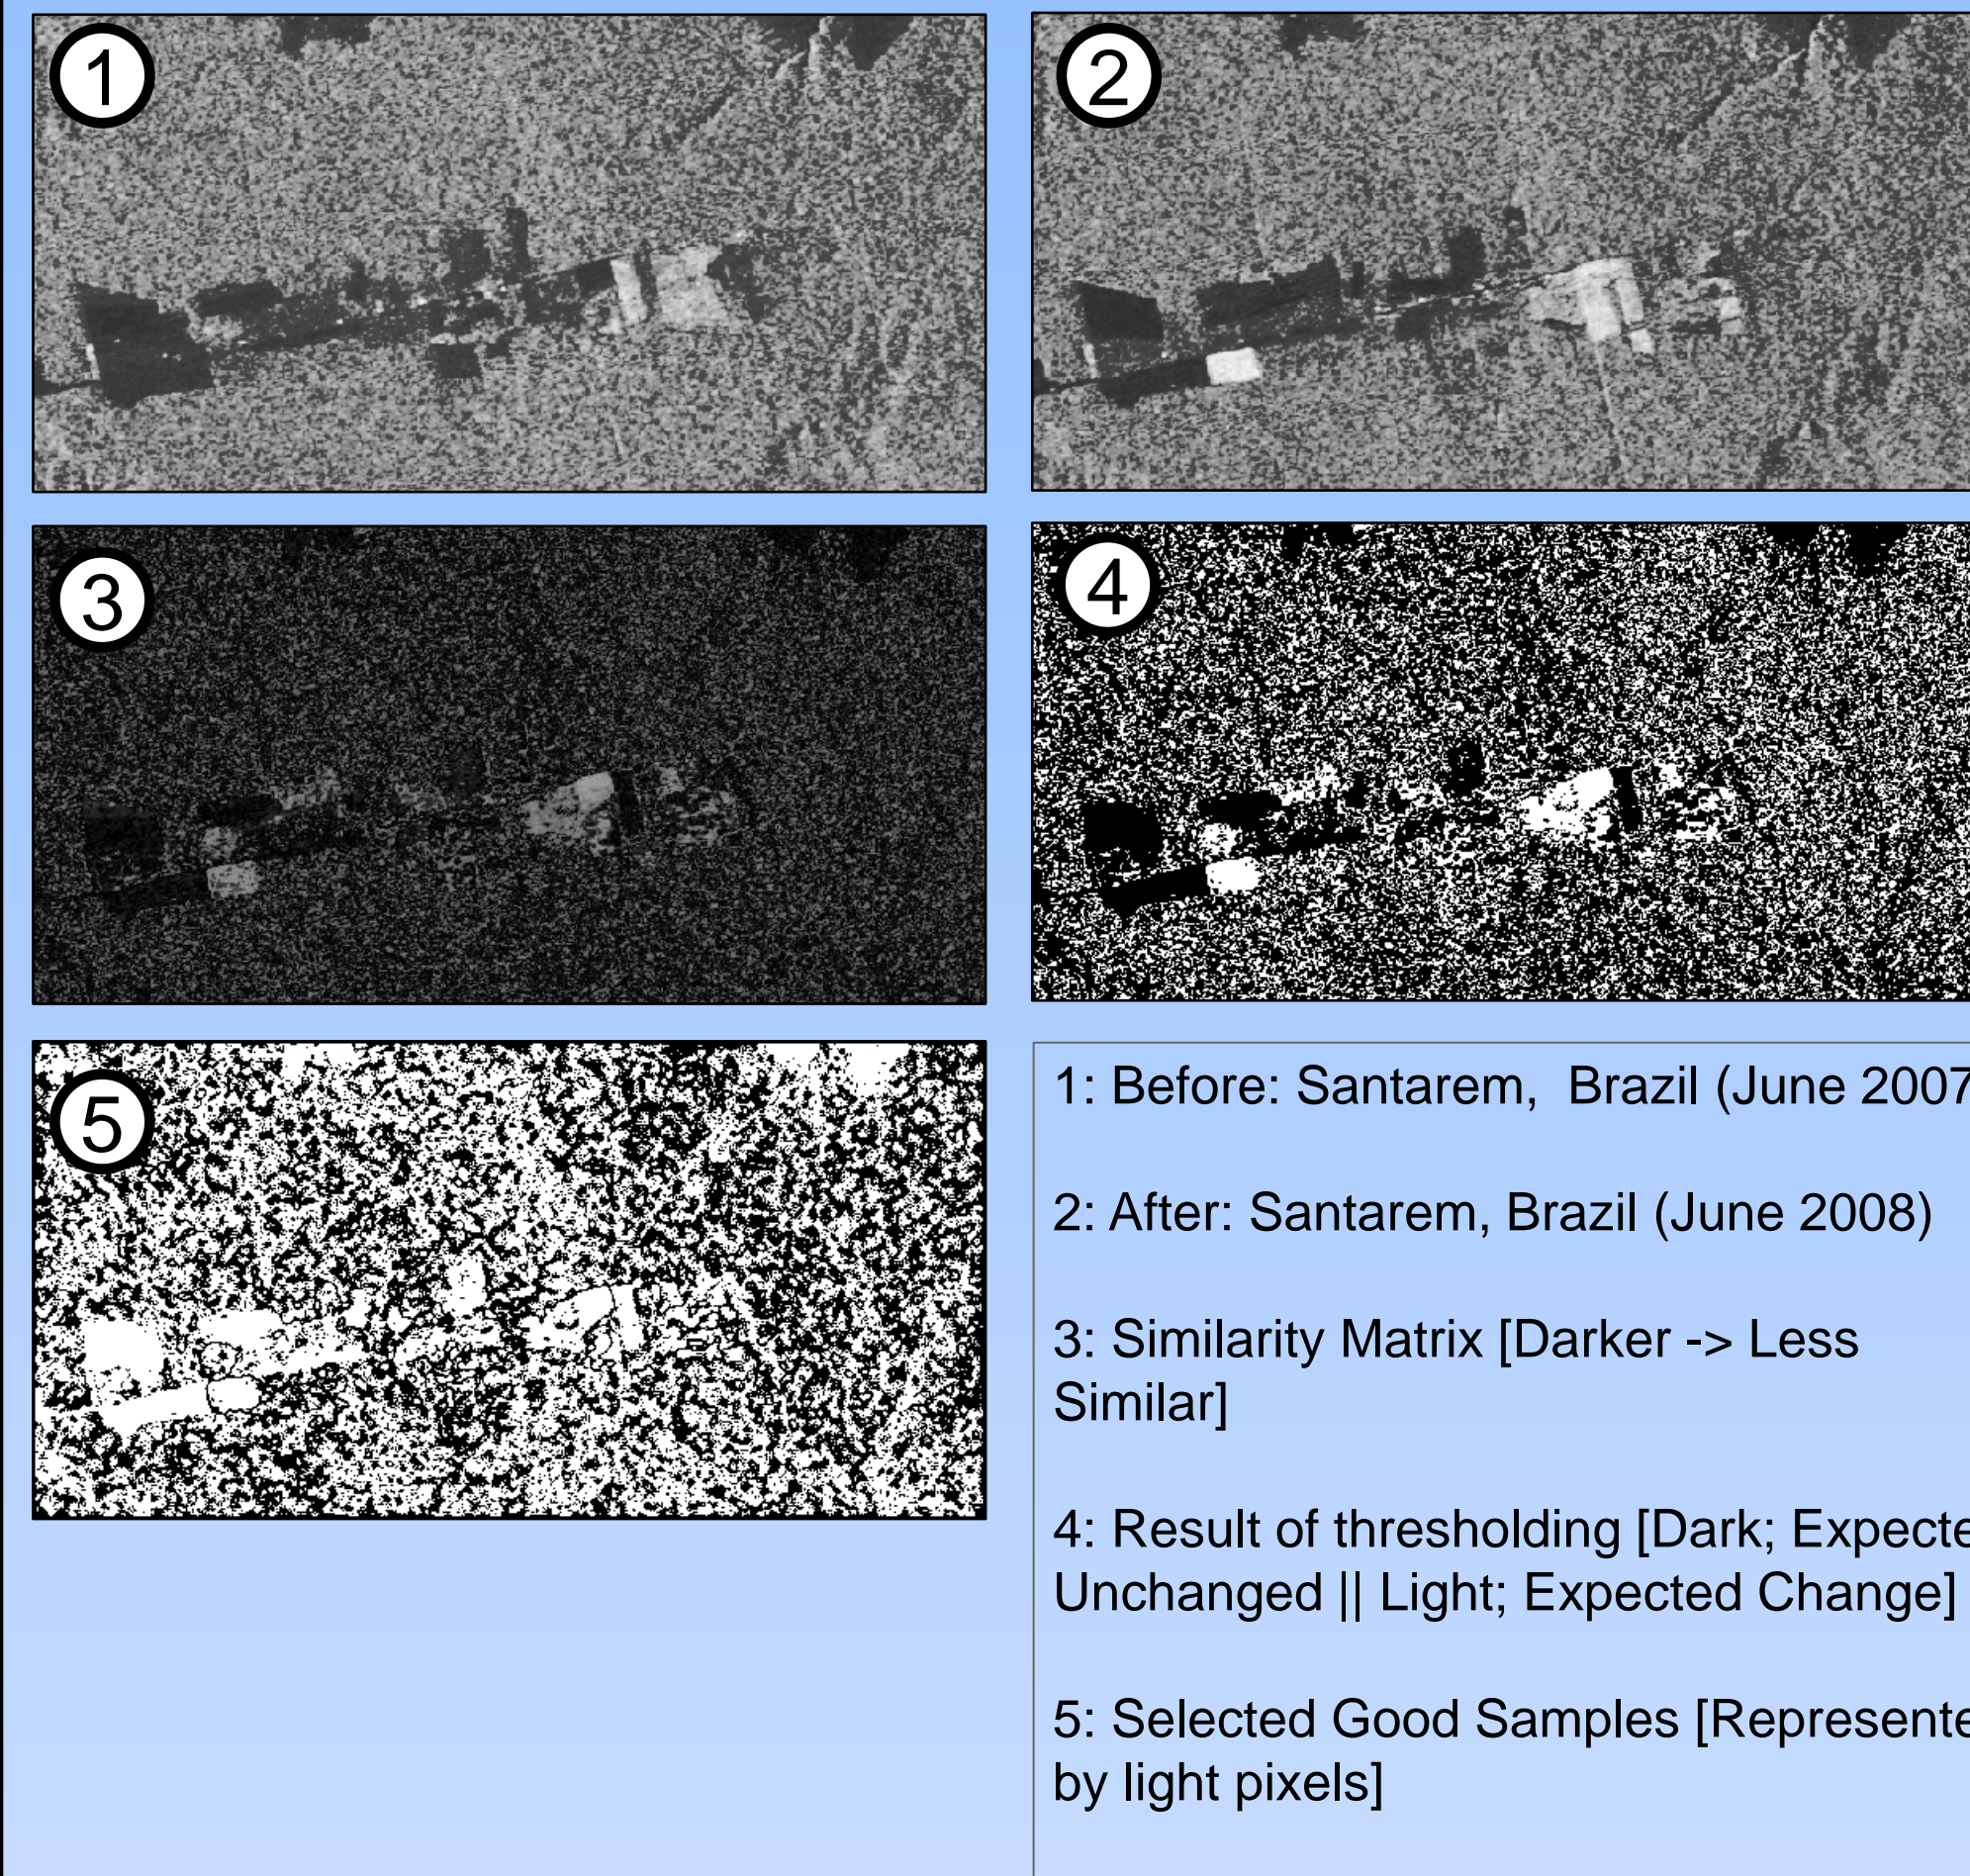 1
2
3
4
5
1: Before: Santarem, Brazil (June 2007
2: After: Santarem, Brazil (June 2008)
3: Similarity Matrix [Darker -> Less
Similar]
4: Result of thresholding [Dark; Expecte
Unchanged || Light; Expected Change]
5: Selected Good Samples [Represente
by light pixels]